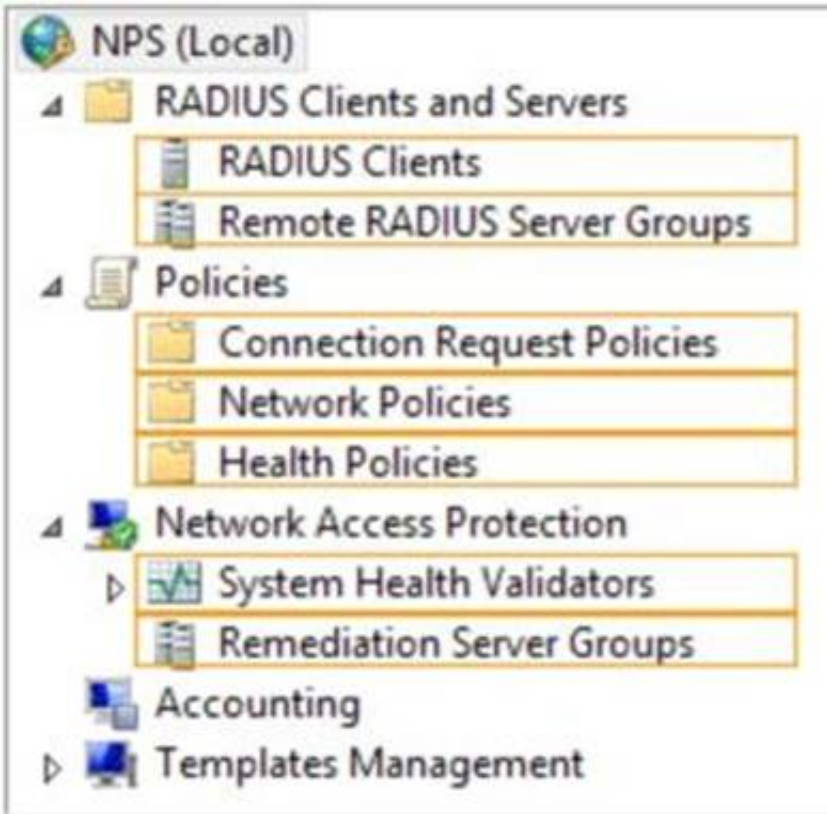 NPS (Local)
RADIUS Clients and Servers
RADIUS Clients
Remote RADIUS Server Groups
Policies
Connection Request Policies
Network Policies
Health Policies
Network Access Protection
System Health Validators
Remediation Server Groups
Accounting
Templates Management